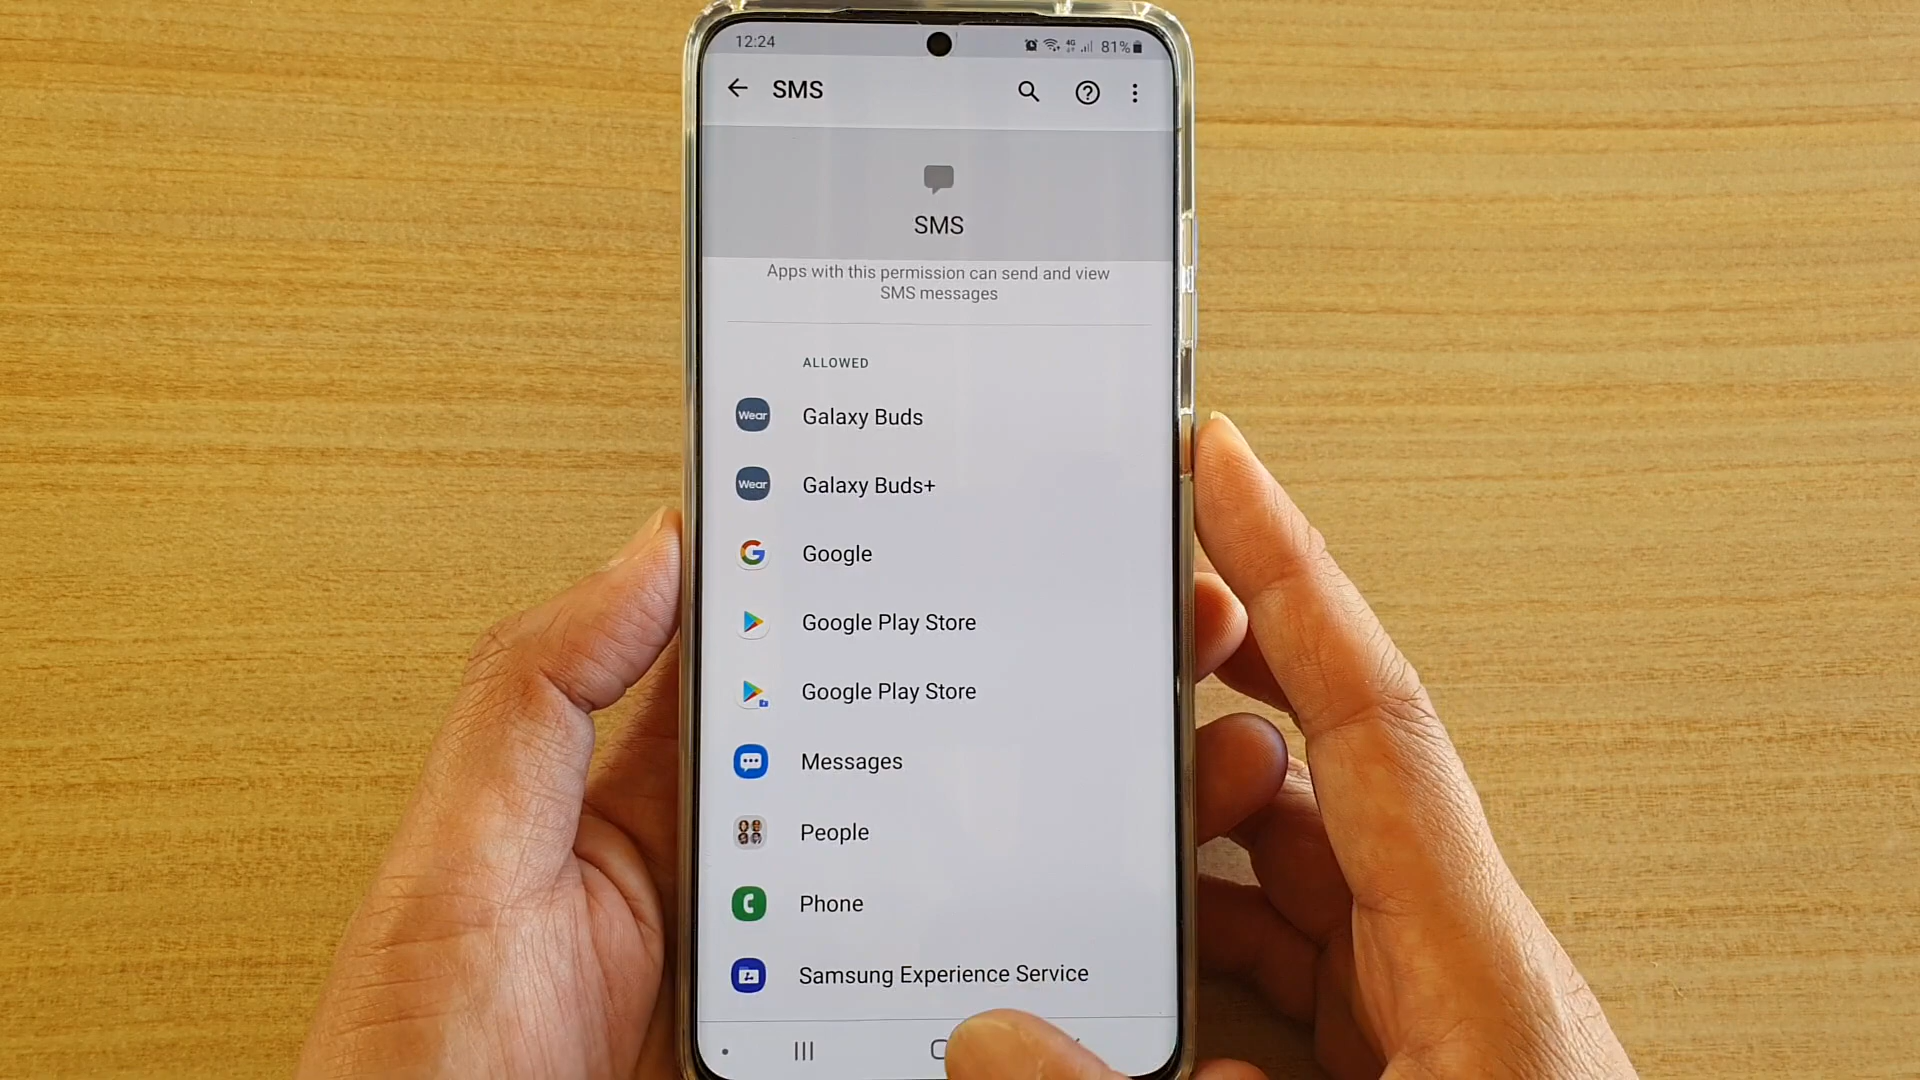 12:24
4G 81%
SMS
SMS
Apps with this permission can send and view
SMS messages
ALLOWED
Wear Galaxy Buds
Wear Galaxy Buds+
Google
Google Play Store
Google Play Store
Messages
People
Phone
Samsung Experience Service